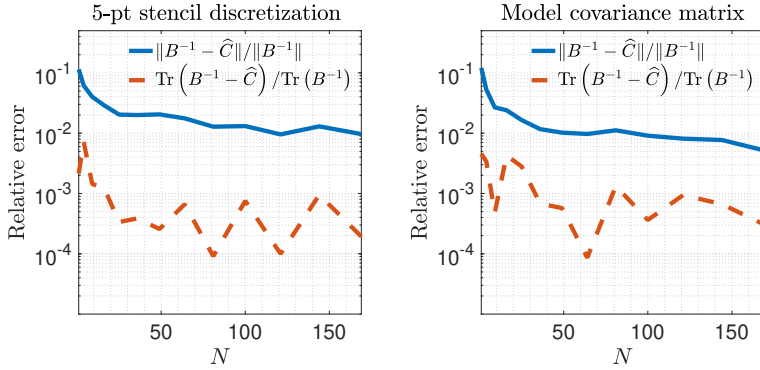 5-pt stencil discretization
‖B⁻¹ − Ĉ‖/‖B⁻¹‖
Tr (B⁻¹ − Ĉ) /Tr (B⁻¹)
Relative error
10⁻¹
10⁻²
10⁻³
10⁻⁴
50
100
150
N
Model covariance matrix
‖B⁻¹ − Ĉ‖/‖B⁻¹‖
Tr (B⁻¹ − Ĉ) /Tr (B⁻¹)
Relative error
10⁻¹
10⁻²
10⁻³
10⁻⁴
50
100
150
N